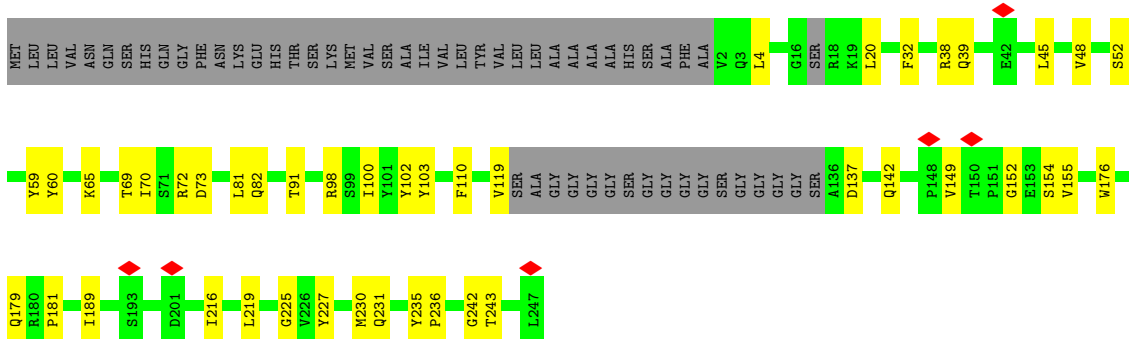 MET LEU LEU VAL ASN GLN SER HIS GLN GLY PHE ASN LYS GLU HIS THR SER LYS MET VAL SER ALA ILE VAL LEU TYR VAL LEU LEU ALA ALA ALA ALA HIS SER ALA PHE ALA V2 Q3 L4 G16 SER R18 K19 L20 F32 R38 Q39 E42 L45 V48 S52
Y59 Y60 K65 T69 I70 S71 R72 D73 L81 Q82 T91 R98 S99 I100 Y101 Y102 Y103 F110 V119 SER ALA GLY GLY GLY GLY SER GLY GLY GLY GLY SER GLY GLY GLY GLY SER A136 D137 Q142 P148 V149 T150 P151 G152 E153 S154 V155 W176
Q179 R180 P181 I189 S193 D201 I216 L219 G225 V226 Y227 M230 Q231 Y235 P236 G242 T243 L247